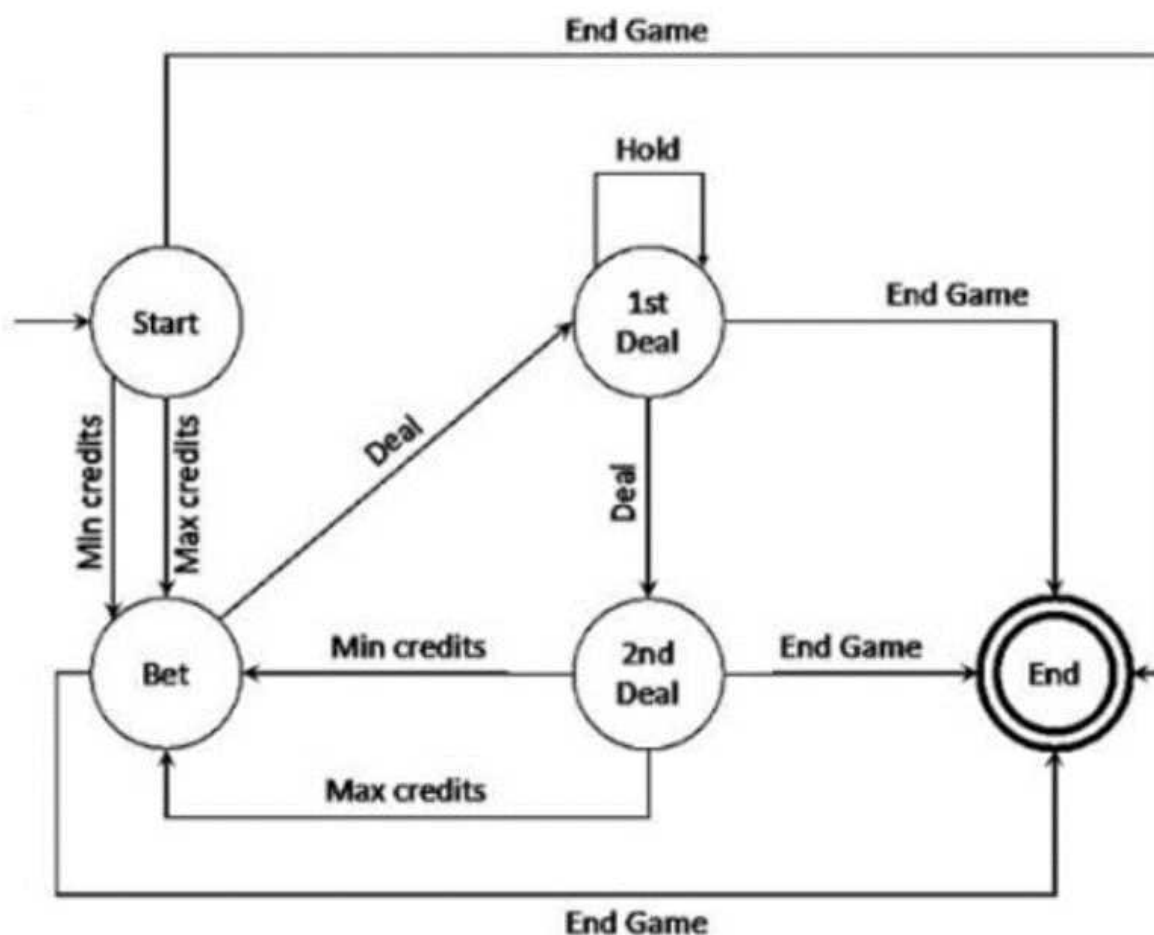 End Game
Hold
Start
1st
Deal
End Game
Min credits
Max credits
Deal
Deal
Bet
Min credits
2nd
Deal
End Game
End
Max credits
End Game